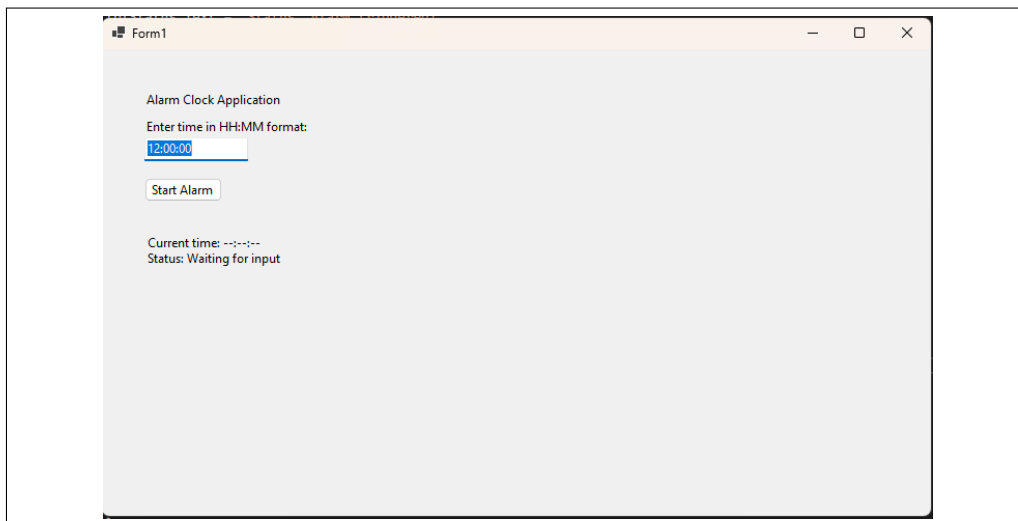 Form1
Alarm Clock Application
Enter time in HH:MM format:
12:00:00
Start Alarm
Current time: --:--:--
Status: Waiting for input